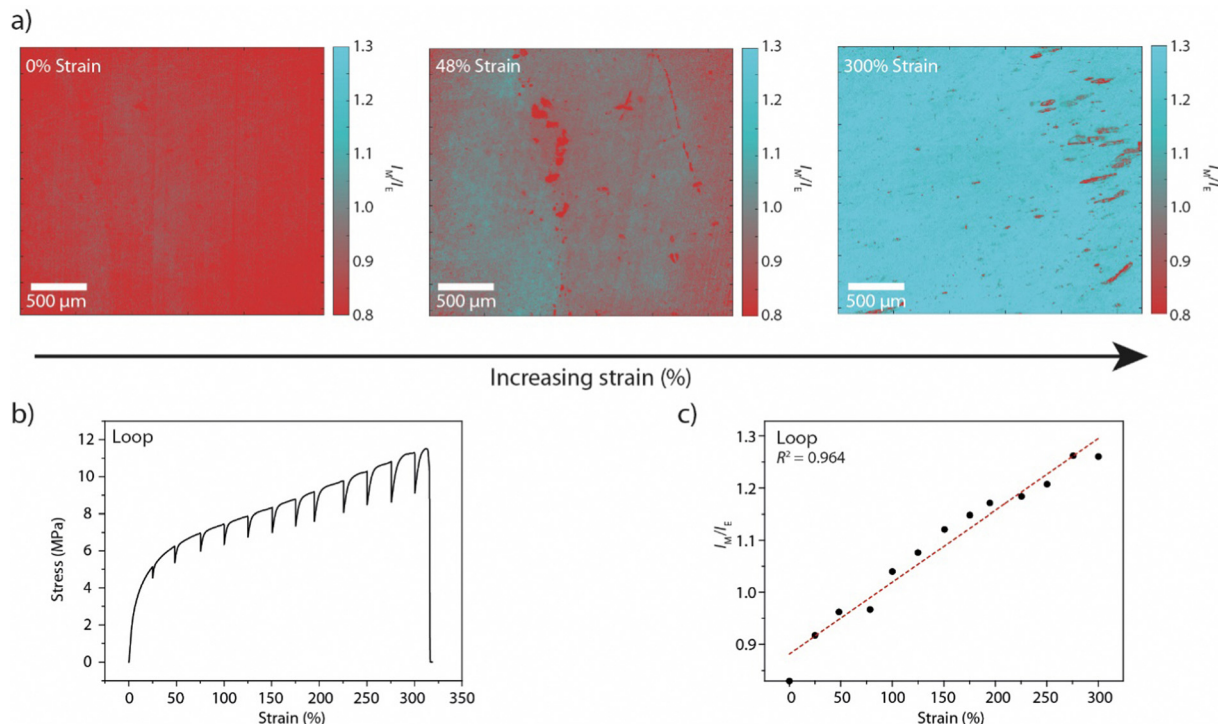 a)
0% Strain
500 µm
1.3
1.2
1.1
1.0
0.9
0.8
I_M/I_E
48% Strain
500 µm
1.3
1.2
1.1
1.0
0.9
0.8
I_M/I_E
300% Strain
500 µm
1.3
1.2
1.1
1.0
0.9
0.8
I_M/I_E
Increasing strain (%)
b)
Loop
Stress (MPa)
12
10
8
6
4
2
0
0 50 100 150 200 250 300 350
Strain (%)
c)
Loop
R² = 0.964
I_M/I_E
1.3
1.2
1.1
1.0
0.9
0 50 100 150 200 250 300
Strain (%)